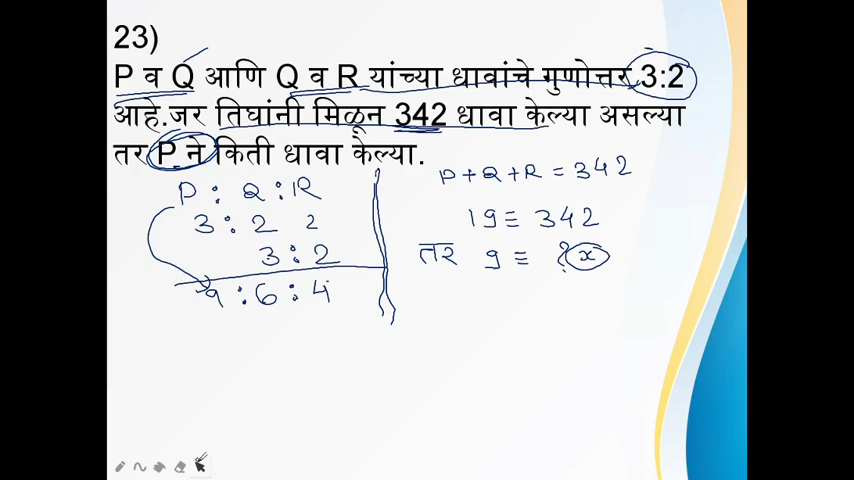 23)
P व Q आणि Q व R यांच्या धावांचे गुणोत्तर 3:2
आहे.जर तिघांनी मिळून 342 धावा केल्या असल्या
तर P ने किती धावा केल्या.
P : Q : R
3 : 2 2
3 : 2
9 : 6 : 4
P + Q + R = 342
19 ≡ 342
तर 9 ≡ ? x